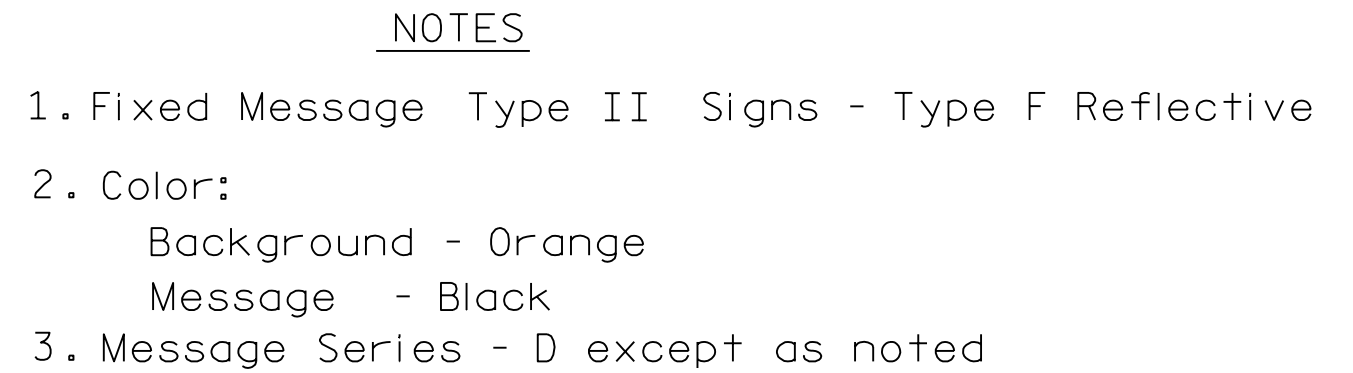 NOTES
1. Fixed Message Type II Signs - Type F Reflective
2. Color:
Background - Orange
Message - Black
3. Message Series - D except as noted